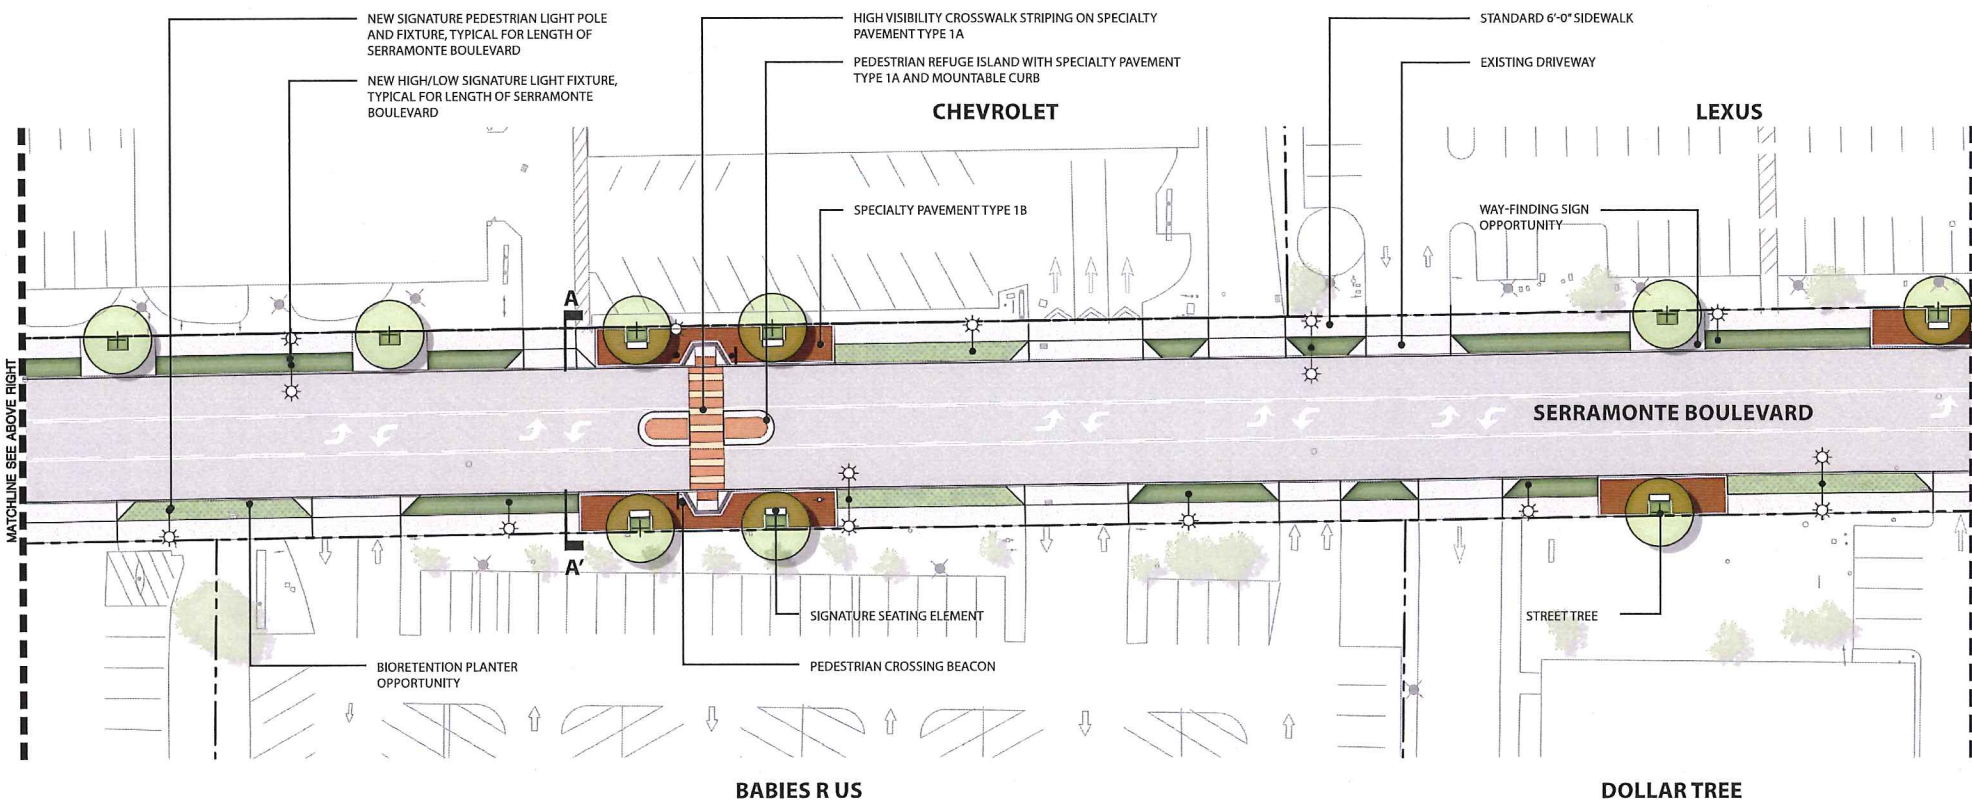 NEW SIGNATURE PEDESTRIAN LIGHT POLE
AND FIXTURE, TYPICAL FOR LENGTH OF
SERRAMONTE BOULEVARD
NEW HIGH/LOW SIGNATURE LIGHT FIXTURE,
TYPICAL FOR LENGTH OF SERRAMONTE
BOULEVARD
HIGH VISIBILITY CROSSWALK STRIPING ON SPECIALTY
PAVEMENT TYPE 1A
PEDESTRIAN REFUGE ISLAND WITH SPECIALTY PAVEMENT
TYPE 1A AND MOUNTABLE CURB
STANDARD 6'-0" SIDEWALK
EXISTING DRIVEWAY
CHEVROLET
LEXUS
SPECIALTY PAVEMENT TYPE 1B
WAY-FINDING SIGN
OPPORTUNITY
A
MATCHLINE SEE ABOVE RIGHT
SERRAMONTE BOULEVARD
A'
SIGNATURE SEATING ELEMENT
STREET TREE
BIORETENTION PLANTER
OPPORTUNITY
PEDESTRIAN CROSSING BEACON
BABIES R US
DOLLAR TREE